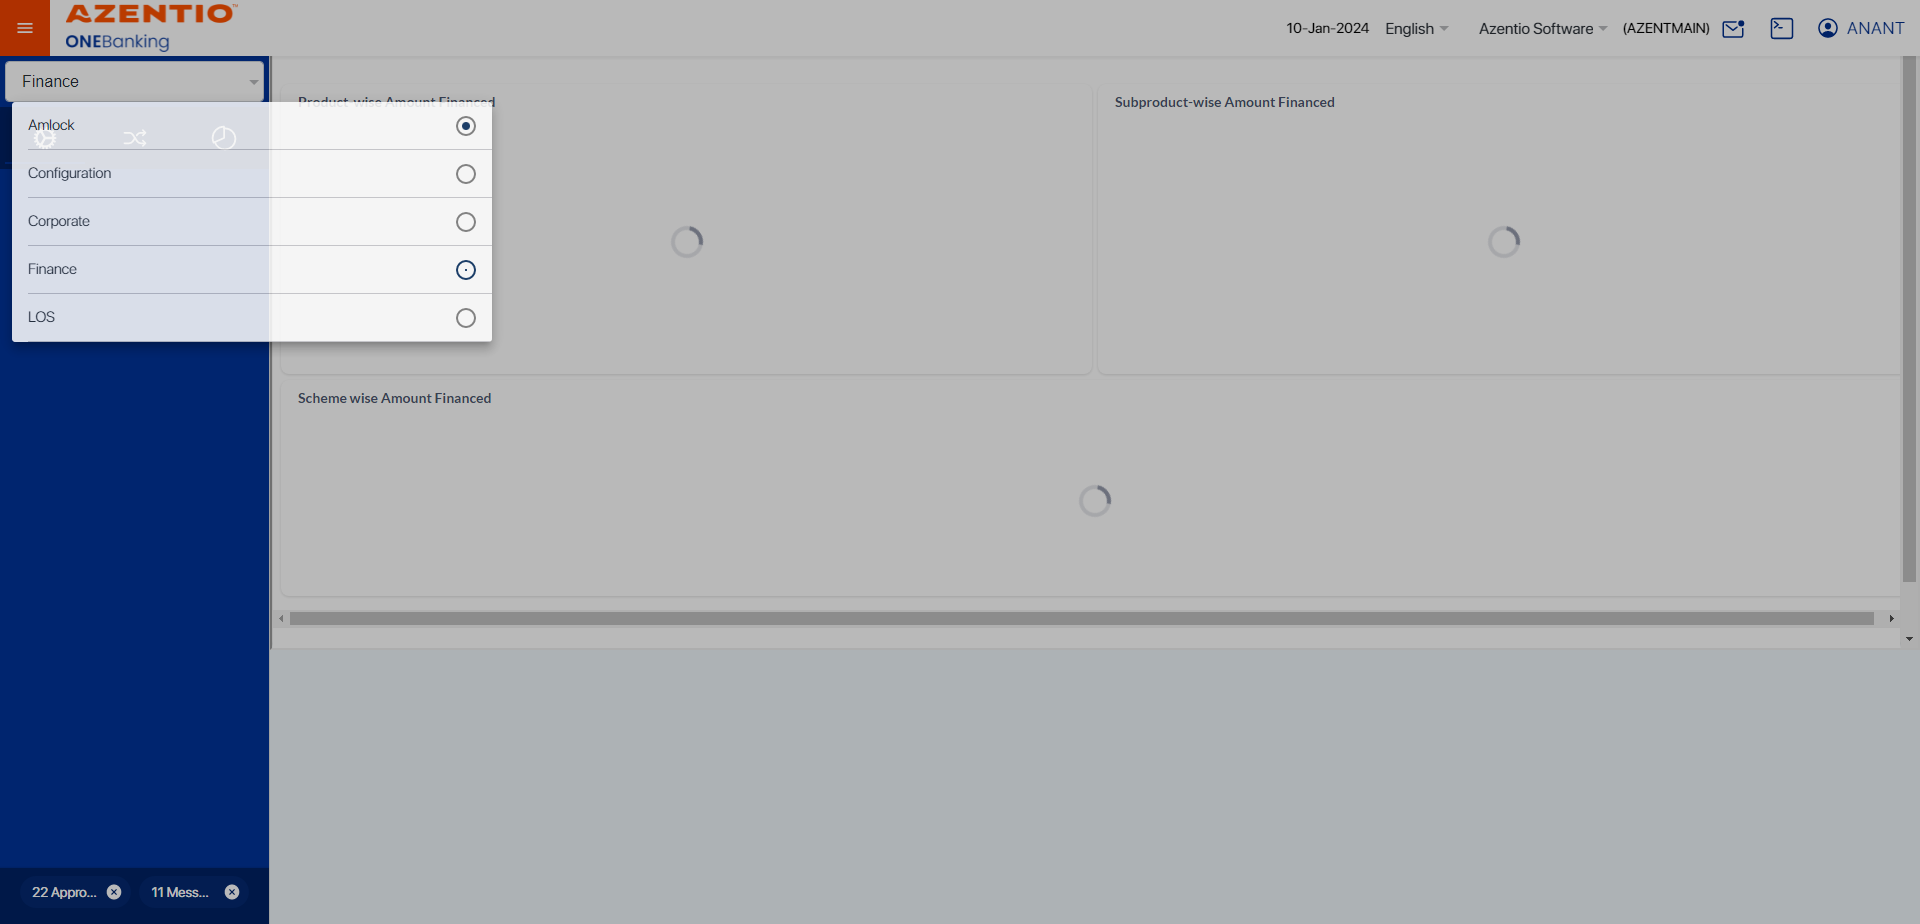 AZENTIO™
ONEBanking
10-Jan-2024 English Azentio Software (AZENTMAIN) ANANT
Finance
Amlock
Configuration
Corporate
Finance
LOS
Product-wise Amount Financed
Subproduct-wise Amount Financed
Scheme wise Amount Financed
22 Appro... 11 Mess...